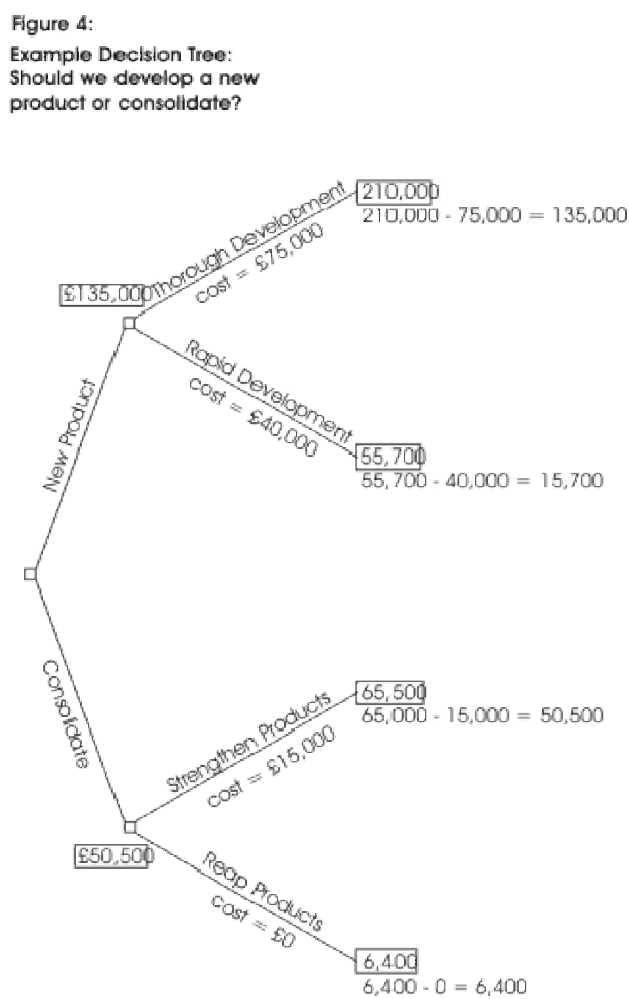 Figure 4:
Example Decision Tree:
Should we develop a new
product or consolidate?
210,000
210,000 - 75,000 = 135,000
Thorough Development
cost = £75,000
£135,000
Rapid Development
cost = £40,000
55,700
55,700 - 40,000 = 15,700
New Product
Consolidate
65,500
65,000 - 15,000 = 50,500
Strengthen Products
cost = £15,000
£50,500
Reap Products
cost = £0
6,400
6,400 - 0 = 6,400